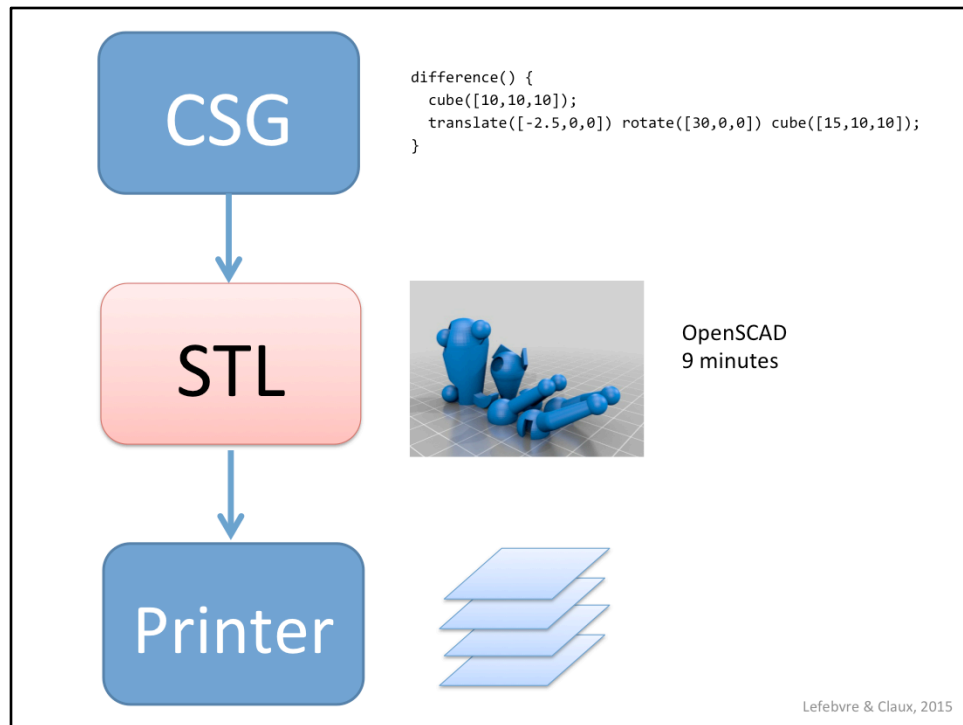 CSG
difference() {
  cube([10,10,10]);
  translate([-2.5,0,0]) rotate([30,0,0]) cube([15,10,10]);
}
STL
OpenSCAD
9 minutes
Printer
Lefebvre & Claux, 2015